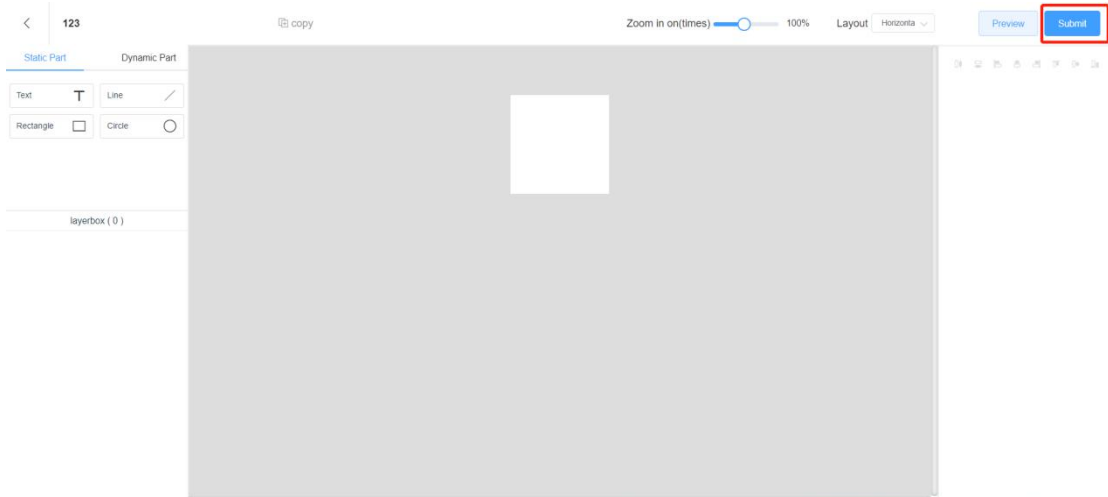 123
copy
Zoom in on(times) 100% Layout Horizonta
Preview Submit
Static Part Dynamic Part
Text T Line
Rectangle Circle
layerbox ( 0 )